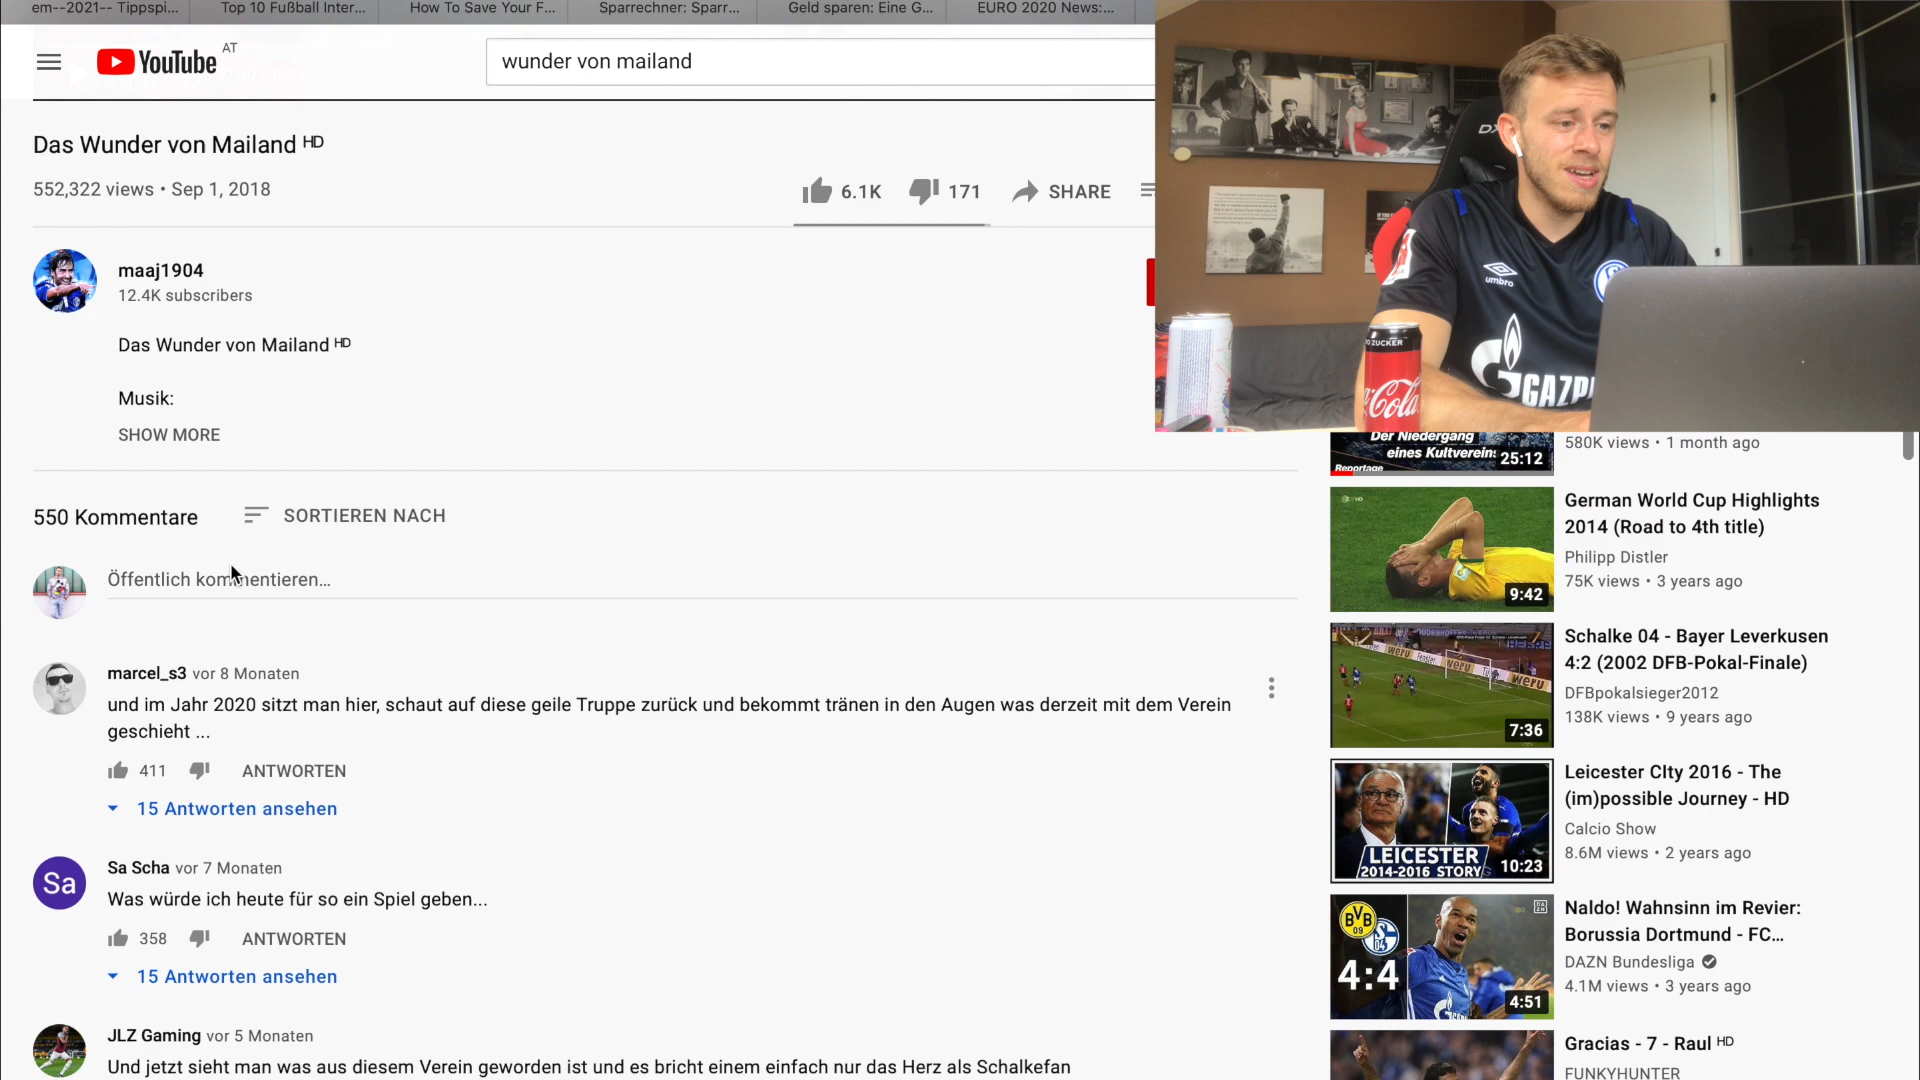 em--2021-- Tippspi...
Top 10 Fußball Inter...
How To Save Your F...
Sparrechner: Sparr...
Geld sparen: Eine G...
EURO 2020 News:...
YouTube AT
wunder von mailand
Das Wunder von Mailand ᴴᴰ
552,322 views • Sep 1, 2018
6.1K
171
SHARE
maaj1904
12.4K subscribers
Das Wunder von Mailand ᴴᴰ
Musik:
SHOW MORE
550 Kommentare
SORTIEREN NACH
Öffentlich kommentieren...
marcel_s3 vor 8 Monaten
und im Jahr 2020 sitzt man hier, schaut auf diese geile Truppe zurück und bekommt tränen in den Augen was derzeit mit dem Verein
geschieht ...
411
ANTWORTEN
15 Antworten ansehen
Sa
Sa Scha vor 7 Monaten
Was würde ich heute für so ein Spiel geben...
358
ANTWORTEN
15 Antworten ansehen
JLZ Gaming vor 5 Monaten
Und jetzt sieht man was aus diesem Verein geworden ist und es bricht einem einfach nur das Herz als Schalkefan
DX
umbro
ZUCKER
Coca-Cola
GAZP
Der Niedergang
eines Kultvereins
Reportage
25:12
580K views • 1 month ago
9:42
German World Cup Highlights
2014 (Road to 4th title)
Philipp Distler
75K views • 3 years ago
weru
Fenster
weru
weru
7:36
Schalke 04 - Bayer Leverkusen
4:2 (2002 DFB-Pokal-Finale)
DFBpokalsieger2012
138K views • 9 years ago
LEICESTER
2014-2016 STORY
10:23
Leicester CIty 2016 - The
(im)possible Journey - HD
Calcio Show
8.6M views • 2 years ago
BVB
09
4:4
DAZN
4:51
Naldo! Wahnsinn im Revier:
Borussia Dortmund - FC...
DAZN Bundesliga
4.1M views • 3 years ago
Gracias - 7 - Raul ᴴᴰ
FUNKYHUNTER